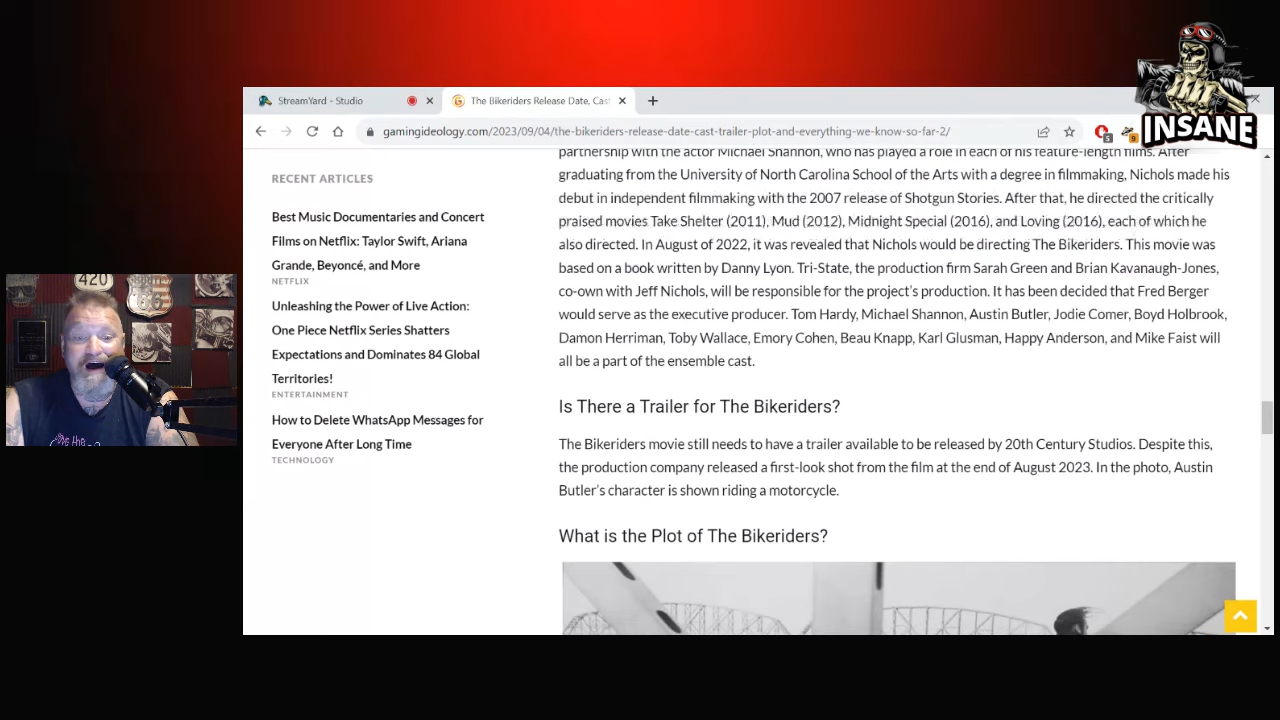 INSANE
StreamYard - Studio
The Bikeriders Release Date, Cast
gamingideology.com/2023/09/04/the-bikeriders-release-date-cast-trailer-plot-and-everything-we-know-so-far-2/
5
9
RECENT ARTICLES
Best Music Documentaries and Concert
Films on Netflix: Taylor Swift, Ariana
Grande, Beyoncé, and More
NETFLIX
Unleashing the Power of Live Action:
One Piece Netflix Series Shatters
Expectations and Dominates 84 Global
Territories!
ENTERTAINMENT
How to Delete WhatsApp Messages for
Everyone After Long Time
TECHNOLOGY
partnership with the actor Michael Shannon, who has played a role in each of his feature-length films. After
graduating from the University of North Carolina School of the Arts with a degree in filmmaking, Nichols made his
debut in independent filmmaking with the 2007 release of Shotgun Stories. After that, he directed the critically
praised movies Take Shelter (2011), Mud (2012), Midnight Special (2016), and Loving (2016), each of which he
also directed. In August of 2022, it was revealed that Nichols would be directing The Bikeriders. This movie was
based on a book written by Danny Lyon. Tri-State, the production firm Sarah Green and Brian Kavanaugh-Jones,
co-own with Jeff Nichols, will be responsible for the project's production. It has been decided that Fred Berger
would serve as the executive producer. Tom Hardy, Michael Shannon, Austin Butler, Jodie Comer, Boyd Holbrook,
Damon Herriman, Toby Wallace, Emory Cohen, Beau Knapp, Karl Glusman, Happy Anderson, and Mike Faist will
all be a part of the ensemble cast.
Is There a Trailer for The Bikeriders?
The Bikeriders movie still needs to have a trailer available to be released by 20th Century Studios. Despite this,
the production company released a first-look shot from the film at the end of August 2023. In the photo, Austin
Butler's character is shown riding a motorcycle.
What is the Plot of The Bikeriders?
420
66